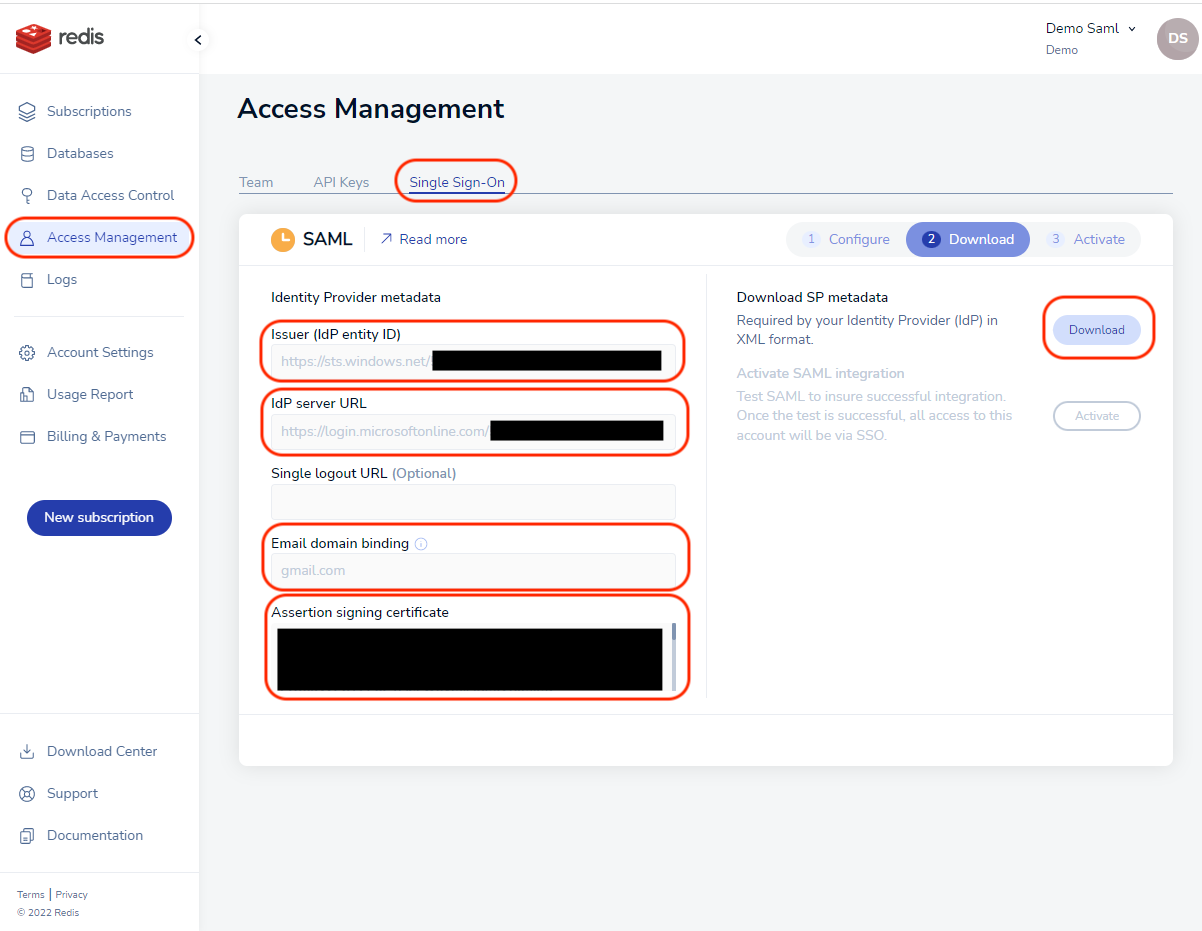 redis
Demo Saml
Demo
DS
Subscriptions
Databases
Data Access Control
Access Management
Logs
Account Settings
Usage Report
Billing & Payments
New subscription
Download Center
Support
Documentation
Terms | Privacy
© 2022 Redis
Access Management
Team
API Keys
Single Sign-On
SAML
Read more
1 Configure
2 Download
3 Activate
Identity Provider metadata
Issuer (IdP entity ID)
https://sts.windows.net/
IdP server URL
https://login.microsoftonline.com/
Single logout URL (Optional)
Email domain binding
gmail.com
Assertion signing certificate
Download SP metadata
Required by your Identity Provider (IdP) in
XML format.
Download
Activate SAML integration
Test SAML to insure successful integration.
Once the test is successful, all access to this
account will be via SSO.
Activate